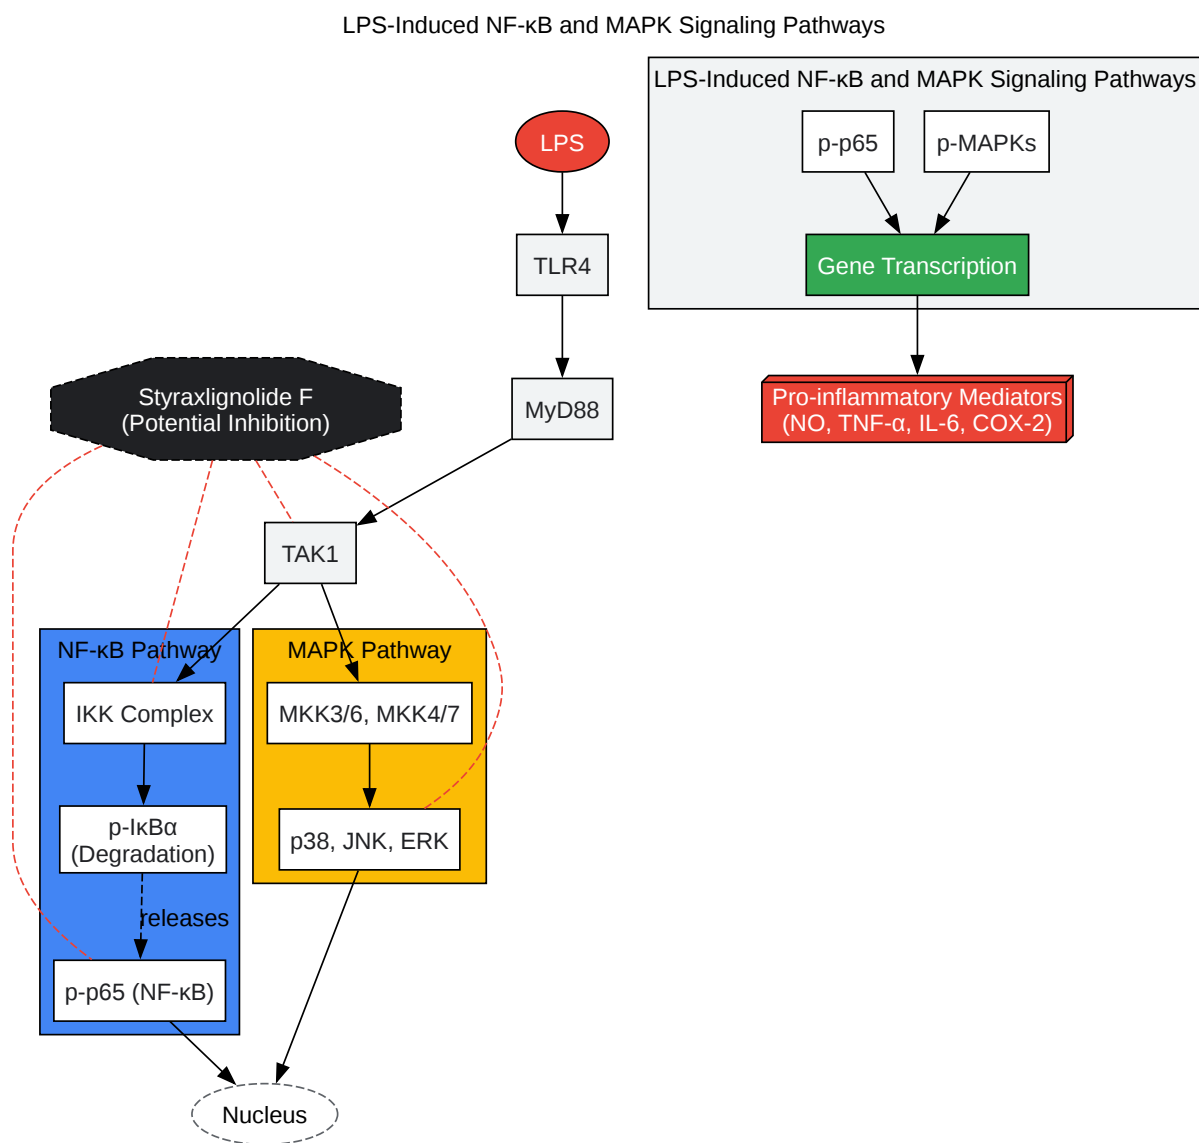 LPS-Induced NF-κB and MAPK Signaling Pathways
LPS-Induced NF-κB and MAPK Signaling Pathways
LPS
p-p65
p-MAPKs
TLR4
Gene Transcription
Styraxlignolide F
(Potential Inhibition)
MyD88
Pro-inflammatory Mediators
(NO, TNF-α, IL-6, COX-2)
TAK1
NF-κB Pathway
MAPK Pathway
IKK Complex
MKK3/6, MKK4/7
p-IκBα
(Degradation)
p38, JNK, ERK
releases
p-p65 (NF-κB)
Nucleus